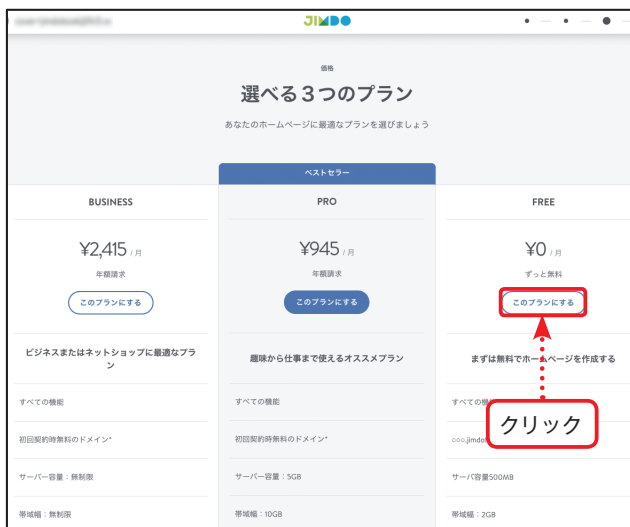 JIMDO
価格
選べる3つのプラン
あなたのホームページに最適なプランを選びましょう
ベストセラー
BUSINESS
PRO
FREE
¥2,415 / 月
¥945 / 月
¥0 / 月
年額請求
年額請求
ずっと無料
このプランにする
このプランにする
このプランにする
ビジネスまたはネットショップに最適なプラ
ン
趣味から仕事まで使えるオススメプラン
まずは無料でホームページを作成する
すべての機能
すべての機能
すべての機
クリック
初回契約時無料のドメイン*
初回契約時無料のドメイン*
○○○.jimdo
サーバー容量：無制限
サーバー容量：5GB
サーバ容量500MB
帯域幅：無制限
帯域幅：10GB
帯域幅：2GB